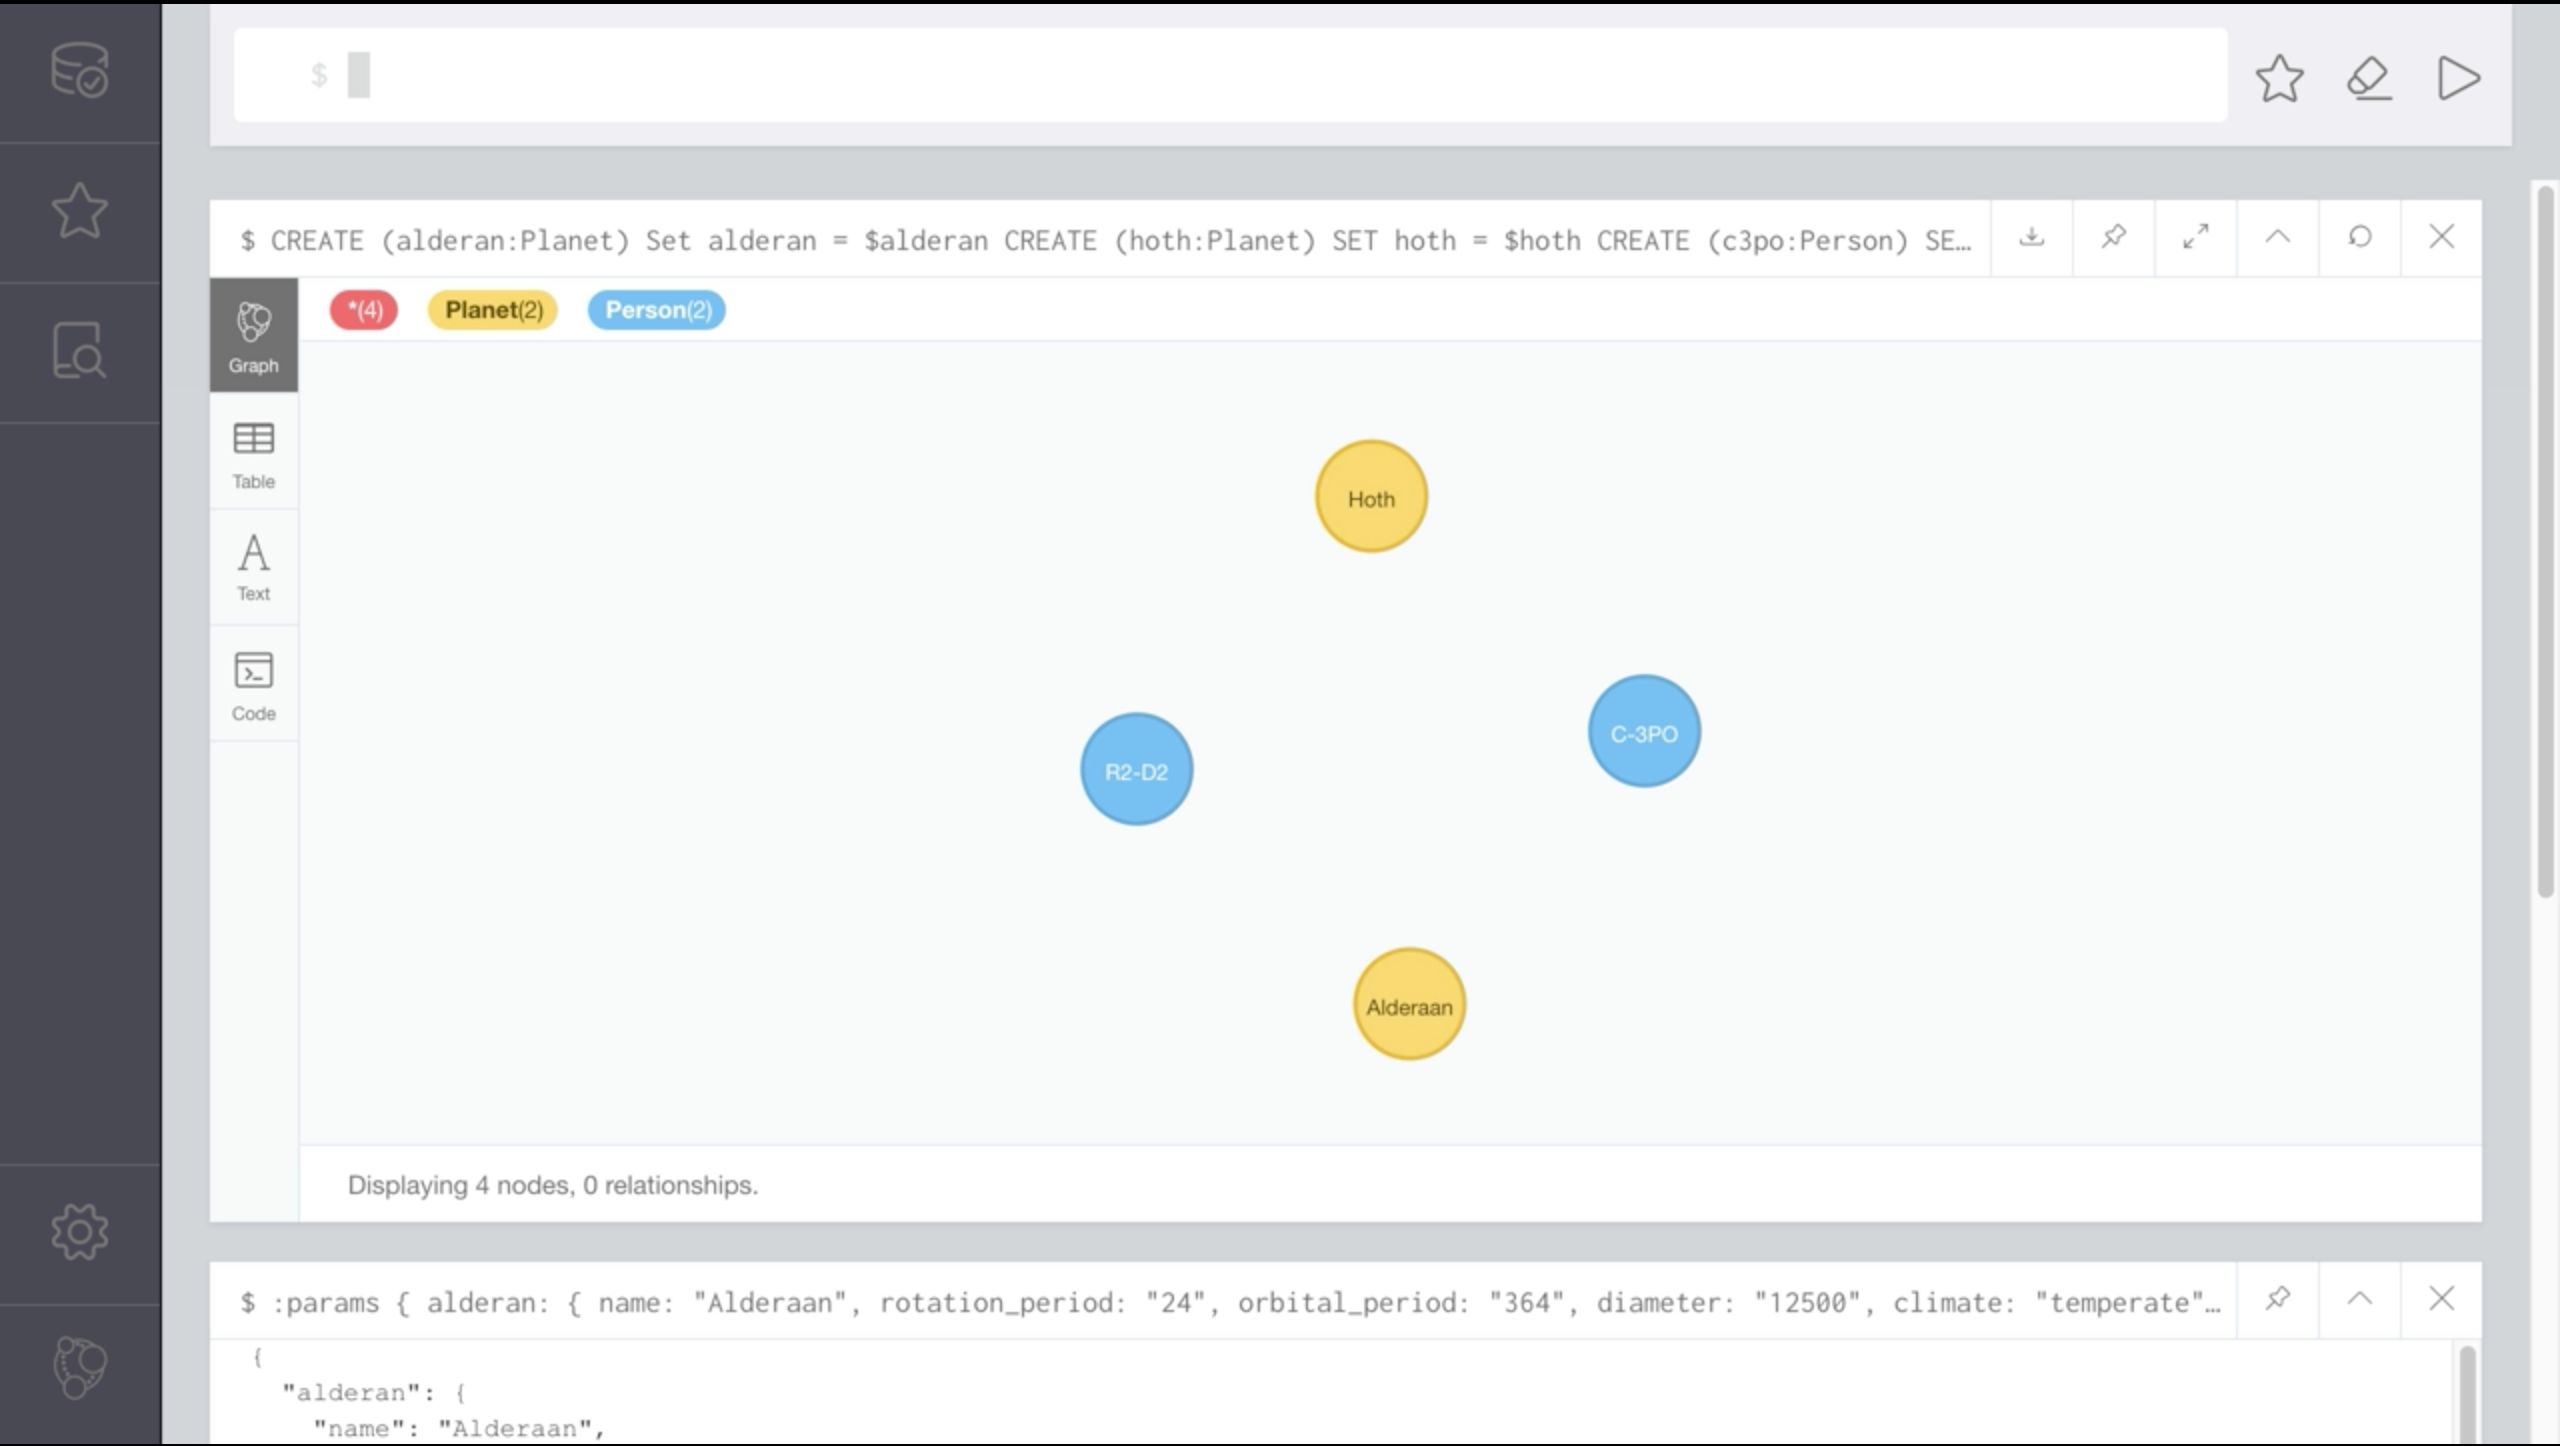 $
$ CREATE (alderan:Planet) Set alderan = $alderan CREATE (hoth:Planet) SET hoth = $hoth CREATE (c3po:Person) SE…
*(4) Planet(2) Person(2)
Graph
Table
Text
Code
Hoth
C-3PO
R2-D2
Alderaan
Displaying 4 nodes, 0 relationships.
$ :params { alderan: { name: "Alderaan", rotation_period: "24", orbital_period: "364", diameter: "12500", climate: "temperate"…
{
"alderan": {
"name": "Alderaan",